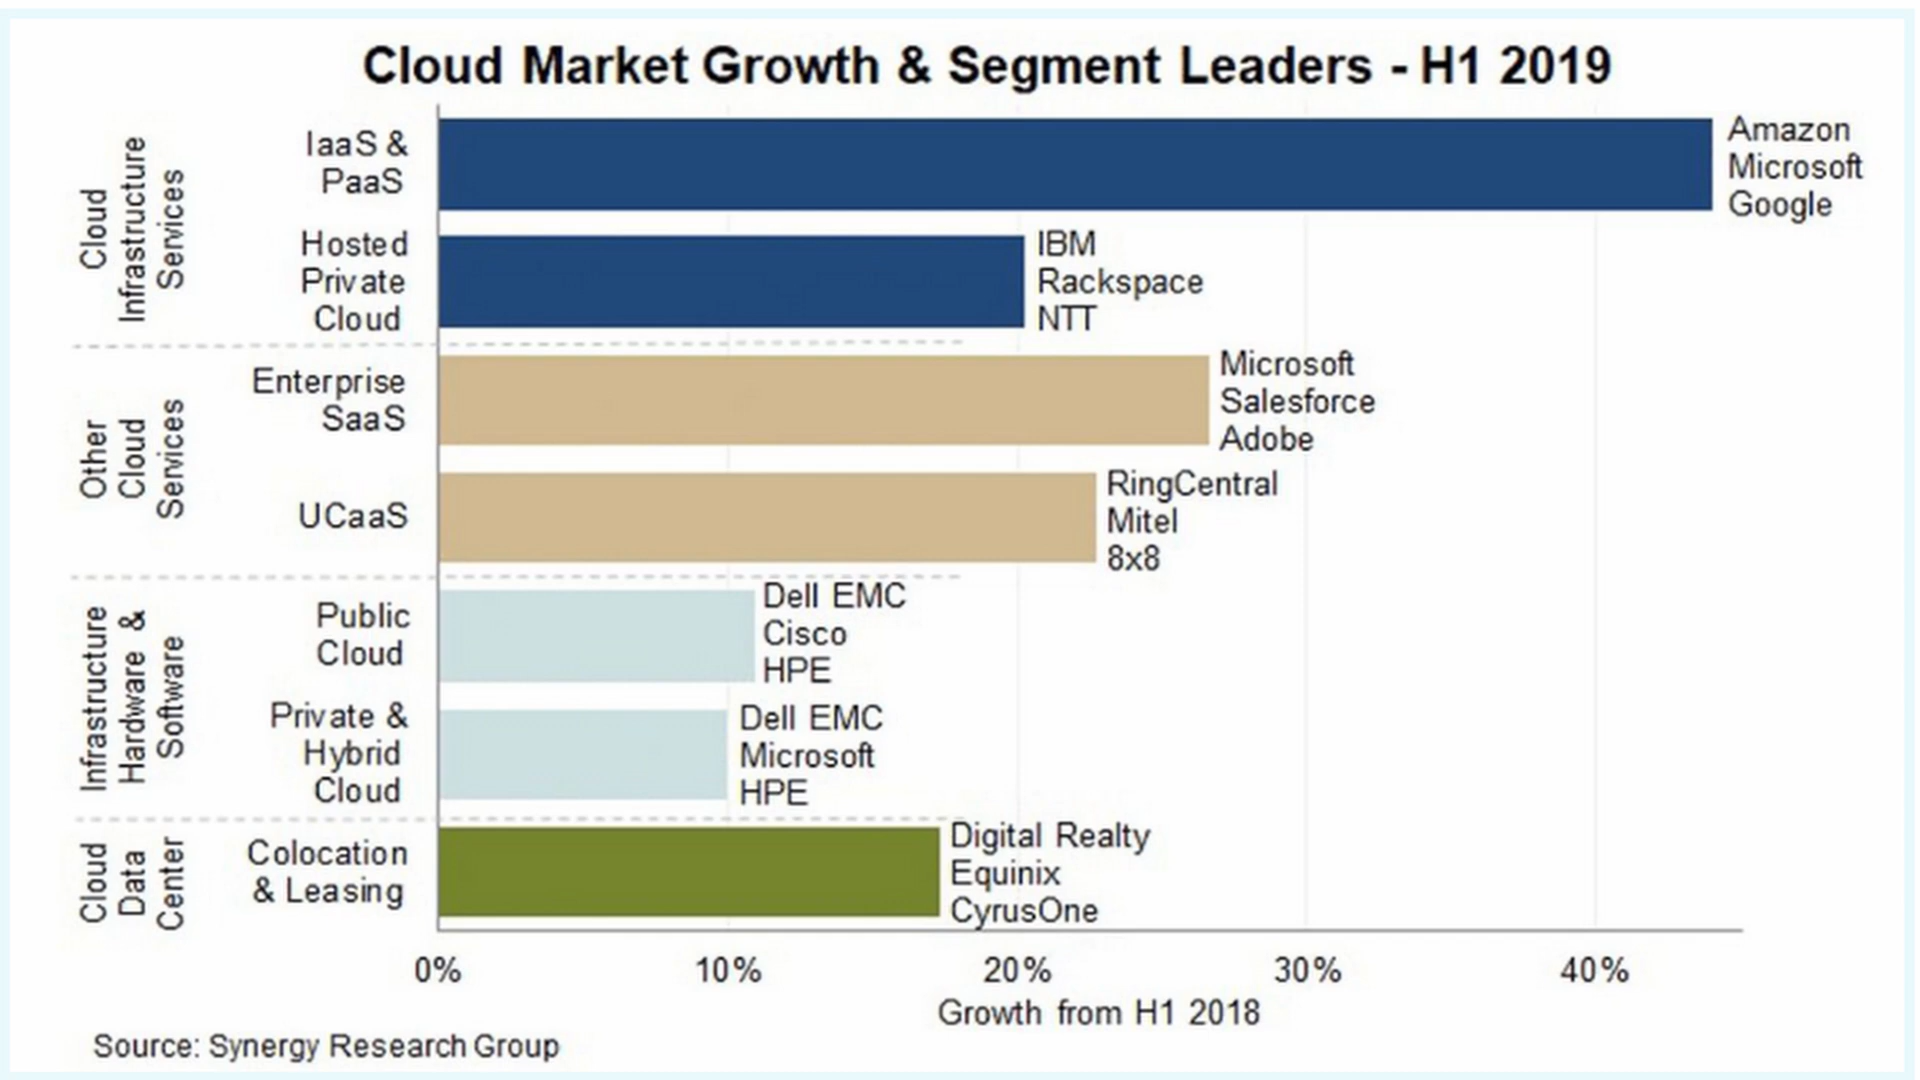 Cloud Market Growth & Segment Leaders - H1 2019
Cloud
Infrastructure
Services
IaaS &
PaaS
Amazon
Microsoft
Google
Hosted
Private
Cloud
IBM
Rackspace
NTT
Other
Cloud
Services
Enterprise
SaaS
Microsoft
Salesforce
Adobe
UCaaS
RingCentral
Mitel
8x8
Infrastructure
Hardware &
Software
Public
Cloud
Dell EMC
Cisco
HPE
Private &
Hybrid
Cloud
Dell EMC
Microsoft
HPE
Cloud
Data
Center
Colocation
& Leasing
Digital Realty
Equinix
CyrusOne
0% 10% 20% 30% 40%
Growth from H1 2018
Source: Synergy Research Group